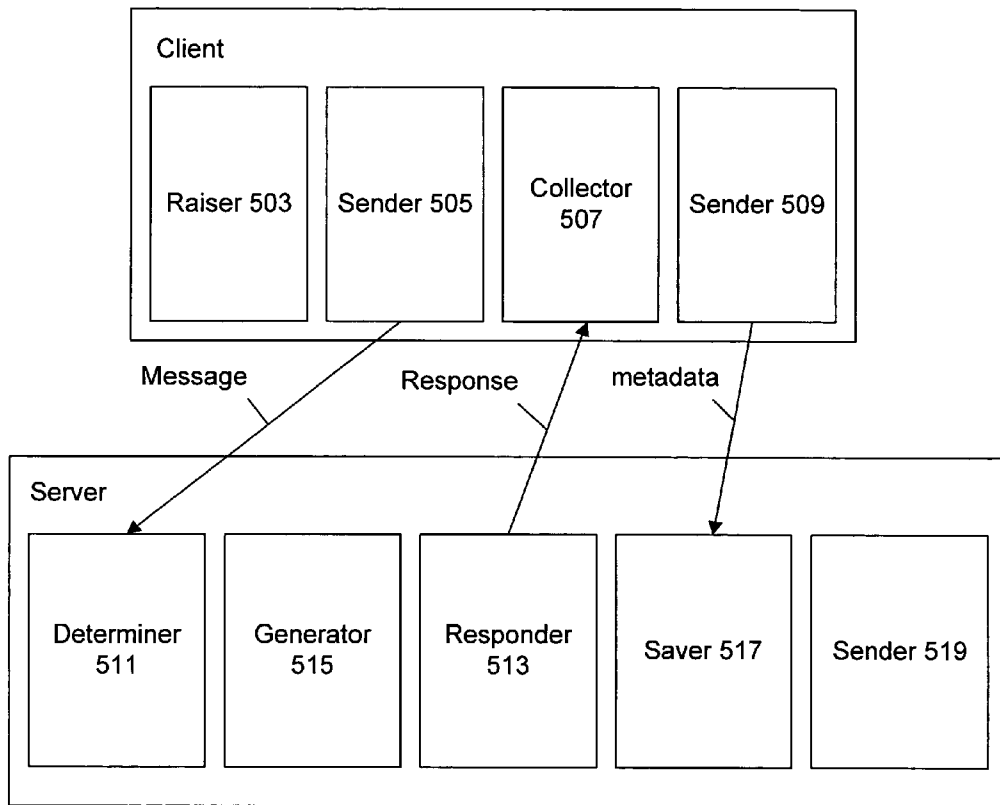 Client
Raiser 503
Sender 505
Collector
507
Sender 509
Message
Response
metadata
Server
Determiner
511
Generator
515
Responder
513
Saver 517
Sender 519